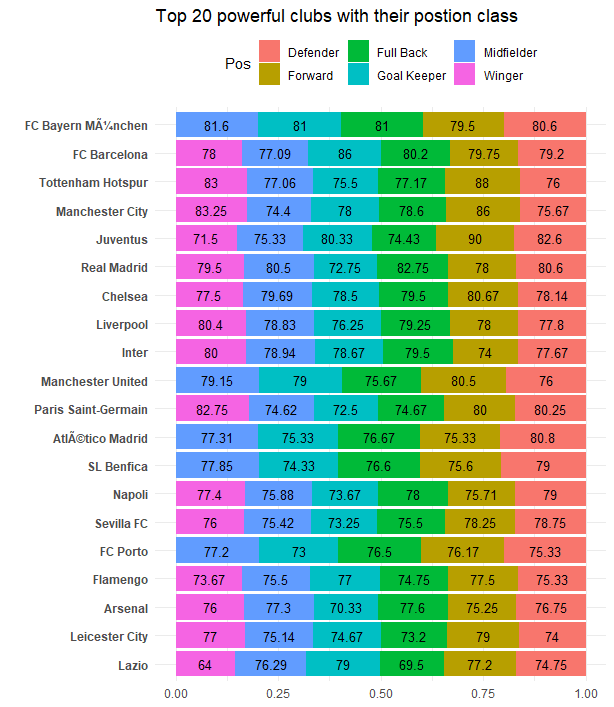 Top 20 powerful clubs with their postion class
Pos
Defender Full Back Midfielder
Forward Goal Keeper Winger
FC Bayern MÃ¼nchen 81.6 81 81 79.5 80.6
FC Barcelona 78 77.09 86 80.2 79.75 79.2
Tottenham Hotspur 83 77.06 75.5 77.17 88 76
Manchester City 83.25 74.4 78 78.6 86 75.67
Juventus 71.5 75.33 80.33 74.43 90 82.6
Real Madrid 79.5 80.5 72.75 82.75 78 80.6
Chelsea 77.5 79.69 78.5 79.5 80.67 78.14
Liverpool 80.4 78.83 76.25 79.25 78 77.8
Inter 80 78.94 78.67 79.5 74 77.67
Manchester United 79.15 79 75.67 80.5 76
Paris Saint-Germain 82.75 74.62 72.5 74.67 80 80.25
AtlÃ©tico Madrid 77.31 75.33 76.67 75.33 80.8
SL Benfica 77.85 74.33 76.6 75.6 79
Napoli 77.4 75.88 73.67 78 75.71 79
Sevilla FC 76 75.42 73.25 75.5 78.25 78.75
FC Porto 77.2 73 76.5 76.17 75.33
Flamengo 73.67 75.5 77 74.75 77.5 75.33
Arsenal 76 77.3 70.33 77.6 75.25 76.75
Leicester City 77 75.14 74.67 73.2 79 74
Lazio 64 76.29 79 69.5 77.2 74.75
0.00 0.25 0.50 0.75 1.00